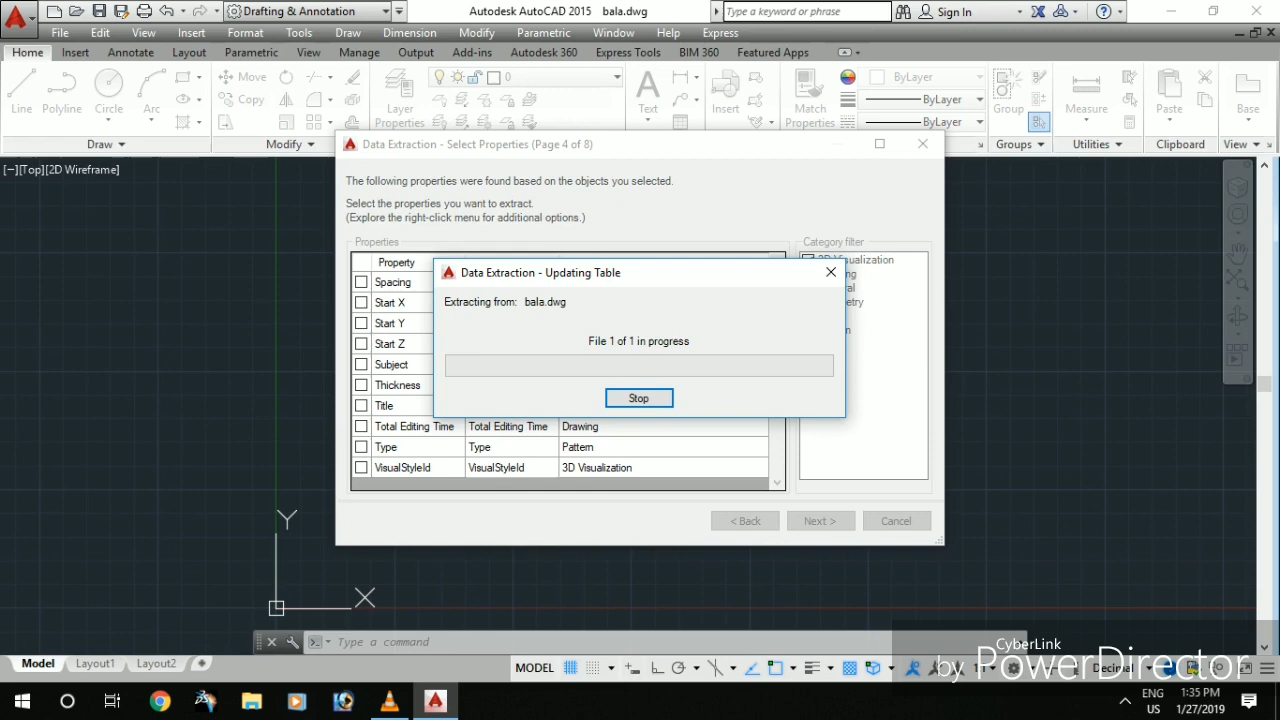 Drafting & Annotation
Autodesk AutoCAD 2015 bala.dwg
Type a keyword or phrase
Sign In
File Edit View Insert Format Tools Draw Dimension Modify Parametric Window Help Express
Home Insert Annotate Layout Parametric View Manage Output Add-ins Autodesk 360 Express Tools BIM 360 Featured Apps
Line Polyline Circle Arc
Move
Copy
Layer
Properties
0
Text
Insert
Match
Properties
ByLayer
ByLayer
ByLayer
Group
Measure
Paste
Base
Draw
Modify
Groups
Utilities
Clipboard
View
[−][Top][2D Wireframe]
Data Extraction - Select Properties (Page 4 of 8)
The following properties were found based on the objects you selected.
Select the properties you want to extract.
(Explore the right-click menu for additional options.)
Properties
Category filter
Property
Spacing
Start X
Start Y
Start Z
Subject
Thickness
Title
Total Editing Time Total Editing Time Drawing
Type Type Pattern
VisualStyleId VisualStyleId 3D Visualization
Data Extraction - Updating Table
Extracting from: bala.dwg
File 1 of 1 in progress
Stop
< Back Next > Cancel
Y
X
Type a command
Model Layout1 Layout2
MODEL
1:1
Decimal
CyberLink
by PowerDirector
ENG
US
1:35 PM
1/27/2019